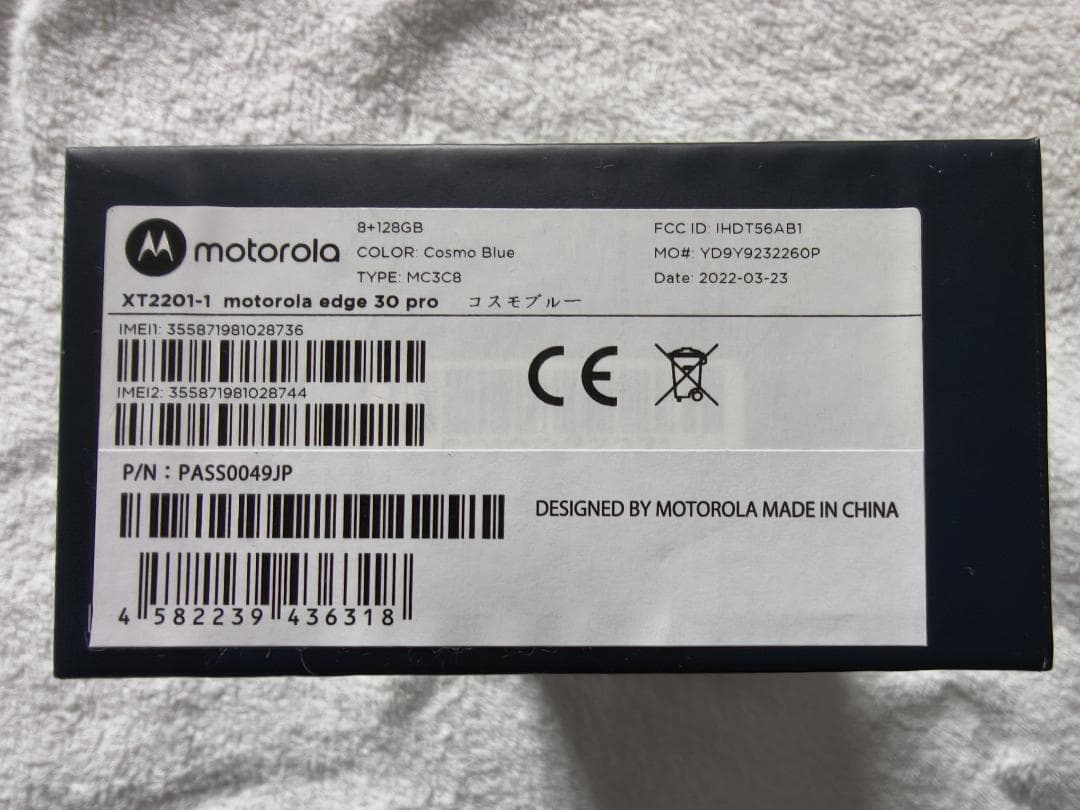 motorola
8+128GB
COLOR: Cosmo Blue
TYPE: MC3C8
FCC ID: IHDT56AB1
MO#: YD9Y9232260P
Date: 2022-03-23
XT2201-1 motorola edge 30 pro コスモブルー
IMEI1: 355871981028736
IMEI2: 355871981028744
CE
P/N : PASS0049JP
DESIGNED BY MOTOROLA MADE IN CHINA
4 582239 436318